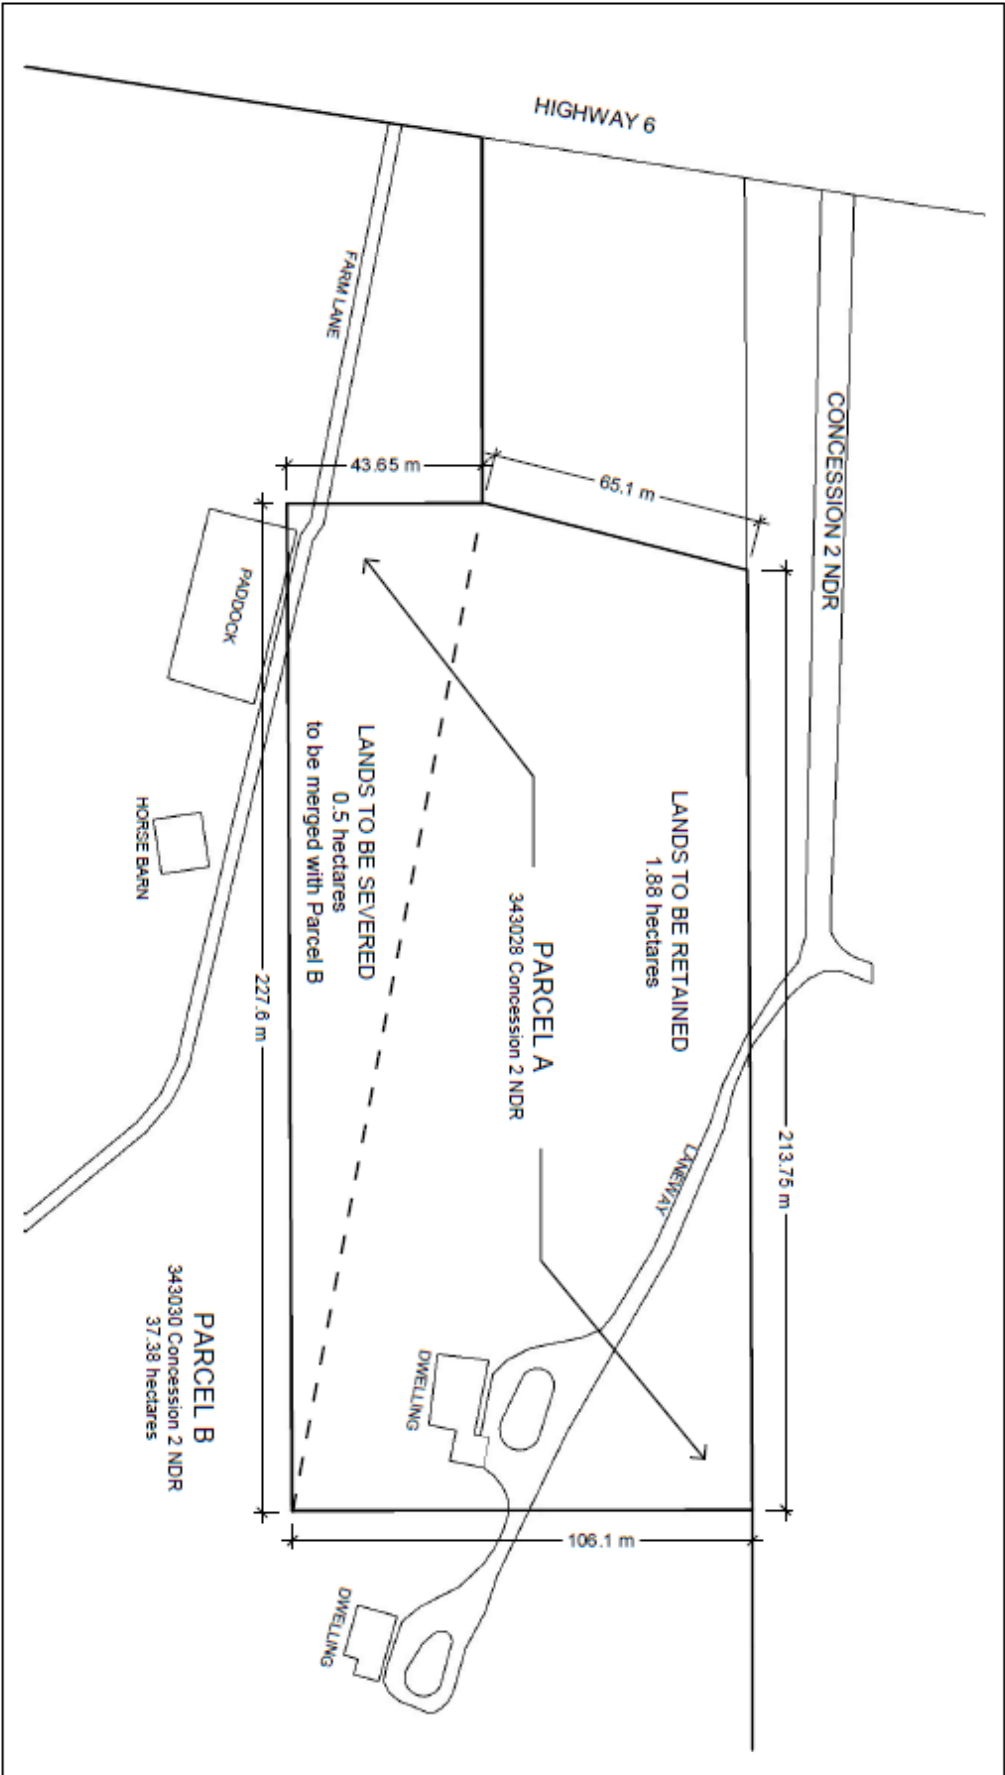 HIGHWAY 6
CONCESSION 2 NDR
FARM LANE
43.65 m
65.1 m
PADDOCK
HORSE BARN
LANDS TO BE SEVERED
0.5 hectares
to be merged with Parcel B
LANDS TO BE RETAINED
1.88 hectares
PARCEL A
343028 Concession 2 NDR
227.6 m
213.75 m
LANEWAY
PARCEL B
343030 Concession 2 NDR
37.38 hectares
DWELLING
106.1 m
DWELLING